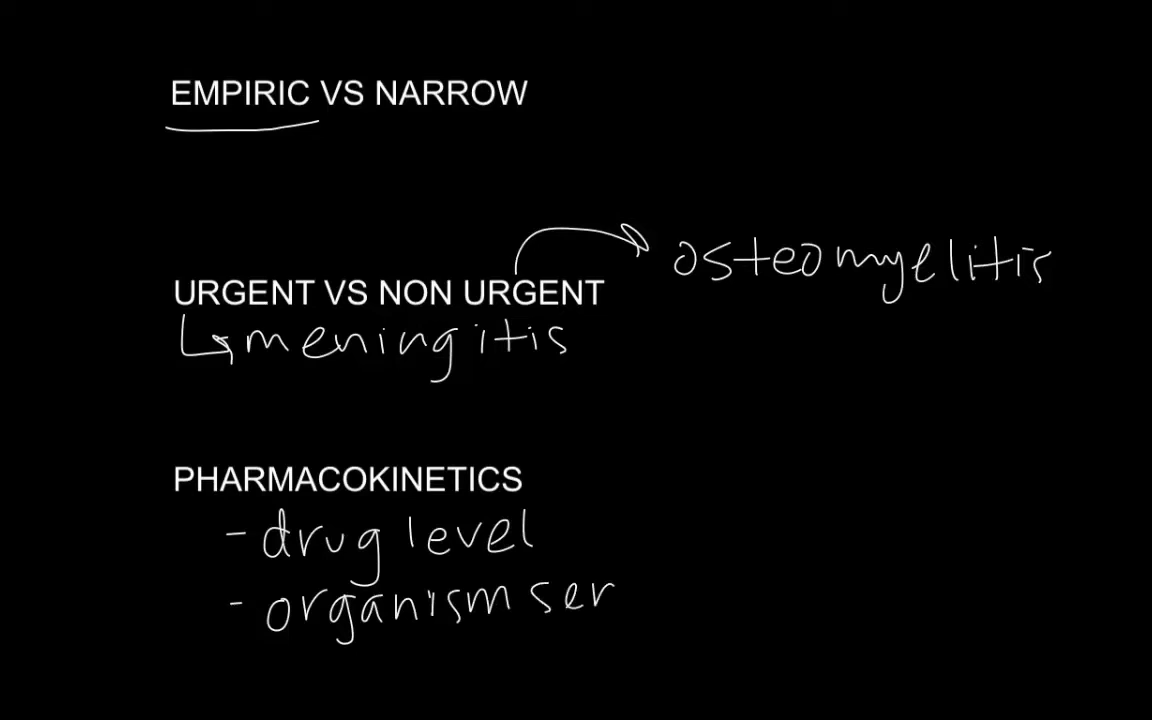 EMPIRIC VS NARROW
osteomyelitis
URGENT VS NON URGENT
meningitis
PHARMACOKINETICS
- drug level
- organism ser